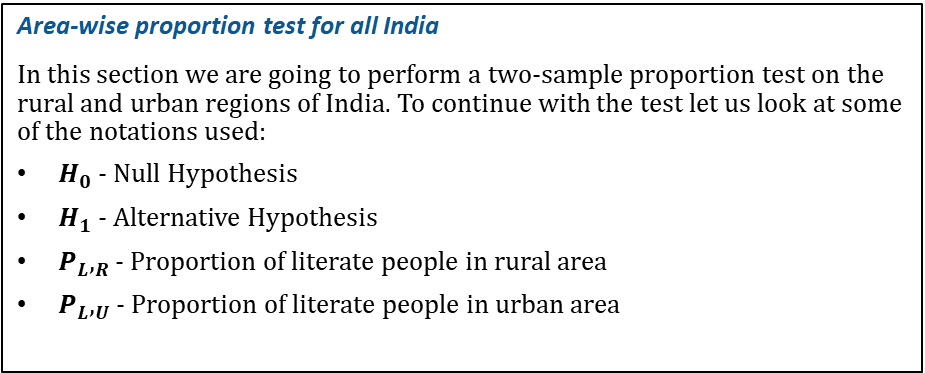 Area-wise proportion test for all India
In this section we are going to perform a two-sample proportion test on the
rural and urban regions of India. To continue with the test let us look at some
of the notations used:
• H₀ - Null Hypothesis
• H₁ - Alternative Hypothesis
• P_L,R - Proportion of literate people in rural area
• P_L,U - Proportion of literate people in urban area